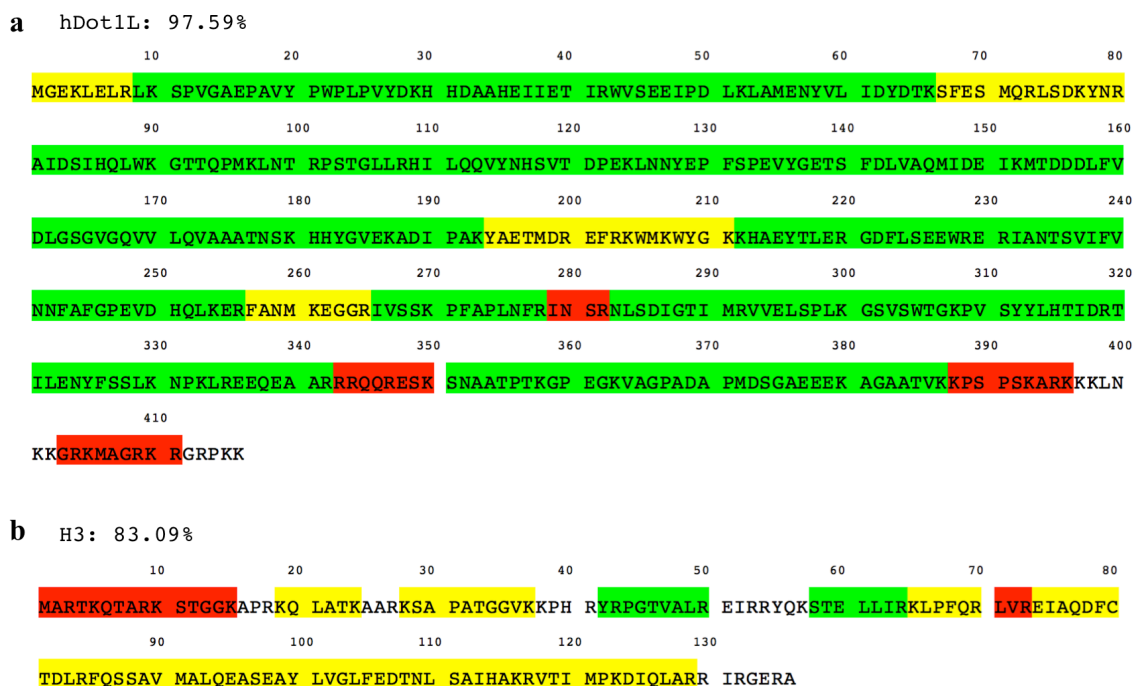 a hDot1L: 97.59%
10 20 30 40 50 60 70 80
MGEKLELRLK SPVGAEPAVY PWPLPVYDKH HDAAHEIIET IRWVSEEIPD LKLAMENYVL IDYDTKSFES MQRLSDKYNR
90 100 110 120 130 140 150 160
AIDSIHQLWK GTTQPMKLNT RPSTGLLRHI LQQVYNHSVT DPEKLNNYEP FSPEVYGETS FDLVAQMIDE IKMTDDDLFV
170 180 190 200 210 220 230 240
DLGSGVGQVV LQVAAATNSK HHYGVEKADI PAKYAETMDR EFRKWMKWYG KKHAEYTLER GDFLSEEWRE RIANTSVIFV
250 260 270 280 290 300 310 320
NNFAFGPEVD HQLKERFANM KEGGRIVSSK PFAPLNFRIN SRNLSDIGTI MRVVELSPLK GSVSWTGKPV SYYLHTIDRT
330 340 350 360 370 380 390 400
ILENYFSSLK NPKLREEQEA ARRRQQRESK SNAATPTKGP EGKVAGPADA PMDSGAEEEK AGAATVKKPS PSKARKKKLN
410
KKGRKMAGRK RGRPKK
b H3: 83.09%
10 20 30 40 50 60 70 80
MARTKQTARK STGGKAPRKQ LATKAARKSA PATGGVKKPH RYRPGTVALR EIRRYQKSTE LLIRKLPFQR LVREIAQDFC
90 100 110 120 130
TDLRFQSSAV MALQEASEAY LVGLFEDTNL SAIHAKRVTI MPKDIQLARR IRGERA